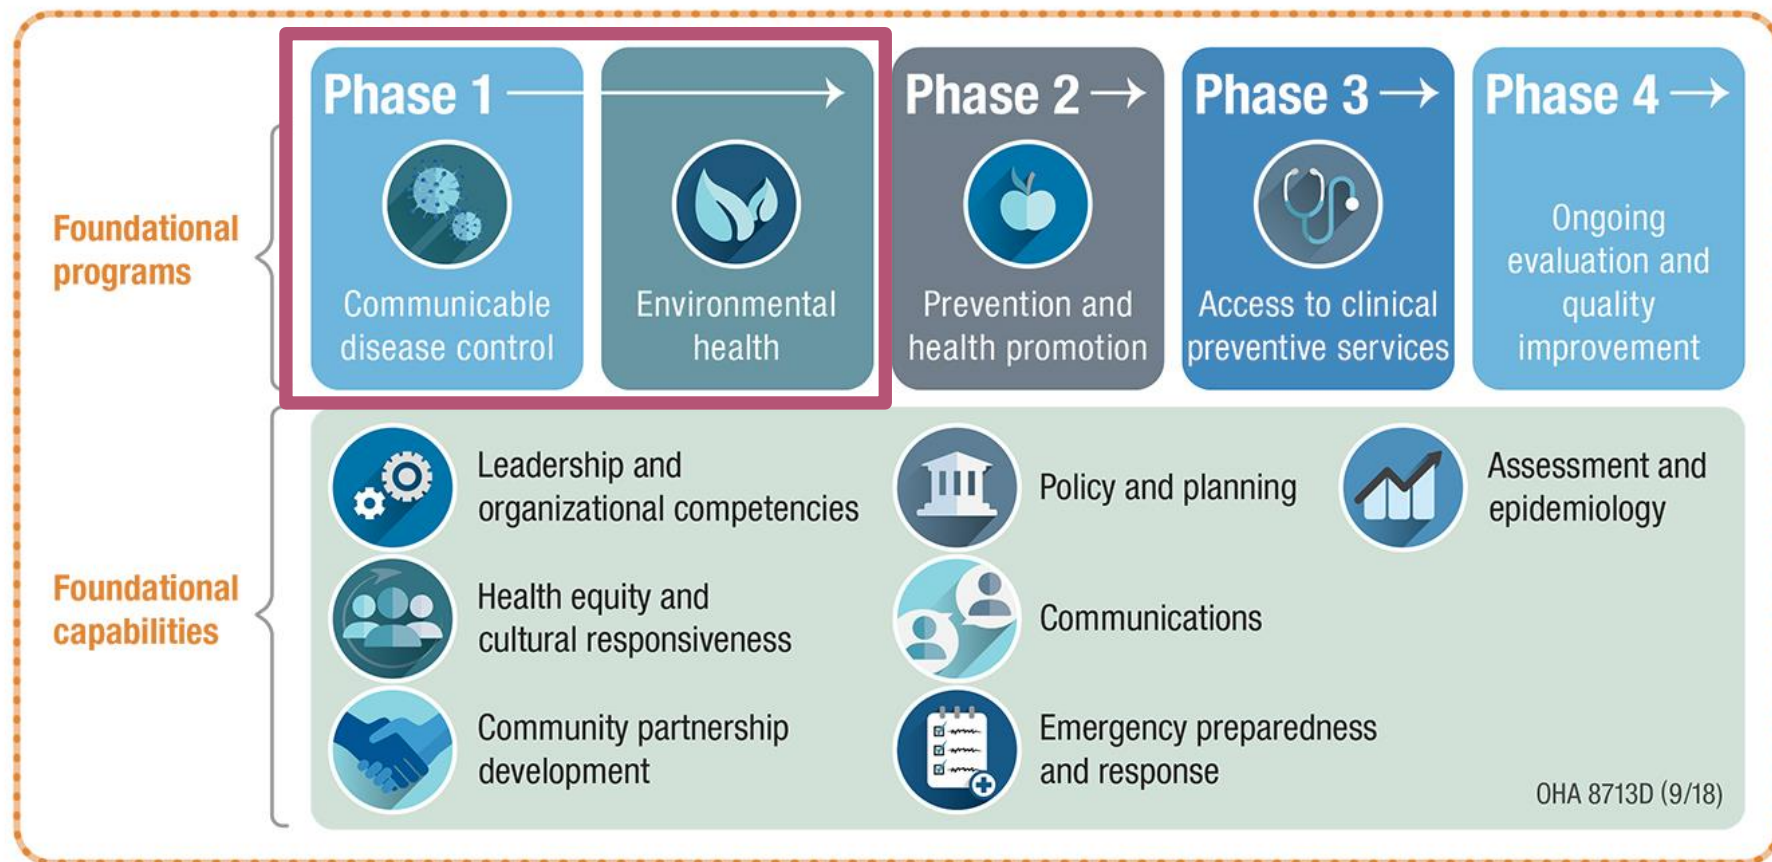 Phase 1
Phase 2
Phase 3
Phase 4
Foundational
programs
Communicable
disease control
Environmental
health
Prevention and
health promotion
Access to clinical
preventive services
Ongoing
evaluation and
quality
improvement
Foundational
capabilities
Leadership and
organizational competencies
Health equity and
cultural responsiveness
Community partnership
development
Policy and planning
Communications
Emergency preparedness
and response
Assessment and
epidemiology
OHA 8713D (9/18)